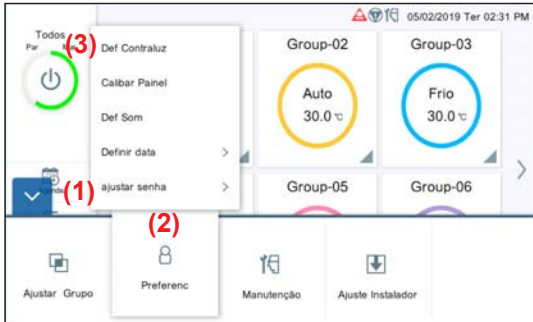 05/02/2019 Ter 02:31 PM
Todos
Par
(3)
Def Contraluz
Calibar Painel
Def Som
Definir data >
ajustar senha >
Group-02
Auto
30.0 ℃
Group-03
Frio
30.0 ℃
(1)
(2)
Group-05
Group-06
Ajustar Grupo
Preferenc
Manutenção
Ajuste Instalador